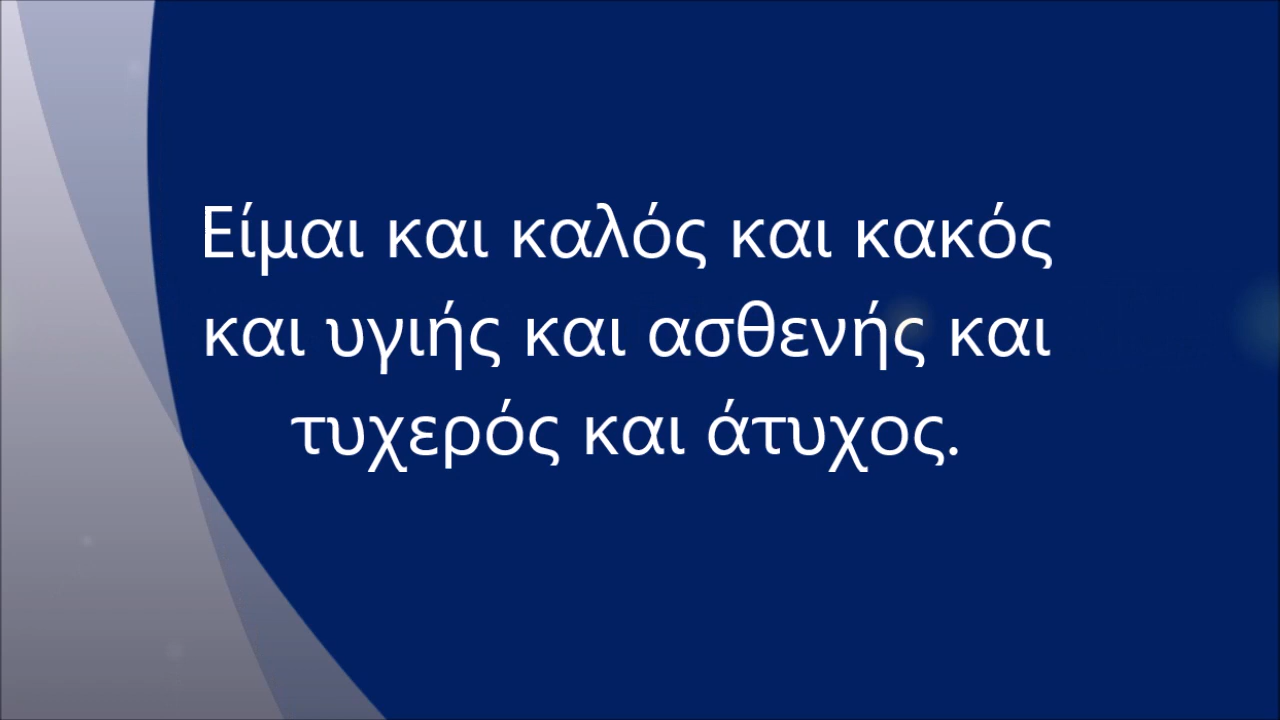 Είμαι και καλός και κακός
και υγιής και ασθενής και
τυχερός και άτυχος.